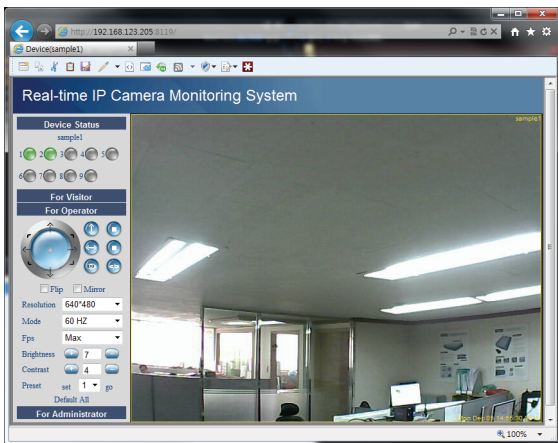 http://192.168.123.205:8119/
Device(sample1)
Real-time IP Camera Monitoring System
Device Status
sample1
sample1
1 2 3 4 5
6 7 8 9
For Visitor
For Operator
Flip Mirror
Resolution 640*480
Mode 60 HZ
Fps Max
Brightness 7
Contrast 4
Preset set 1 go
Default All
For Administrator
100%